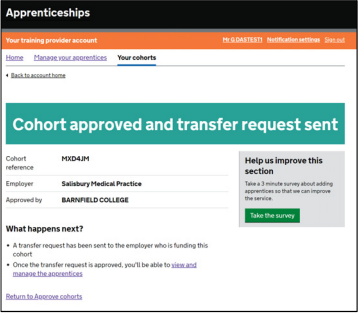 Apprenticeships
Your training provider account
Mr G DASTEST1 Notification settings Sign out
Home Manage your apprentices Your cohorts
Back to account home
Cohort approved and transfer request sent
Cohort reference MXD4JM
Employer Salisbury Medical Practice
Approved by BARNFIELD COLLEGE
Help us improve this
section
Take a 3 minute survey about adding
apprentices so that we can improve
the service.
Take the survey
What happens next?
• A transfer request has been sent to the employer who is funding this
cohort
• Once the transfer request is approved, you'll be able to view and
manage the apprentices
Return to Approve cohorts